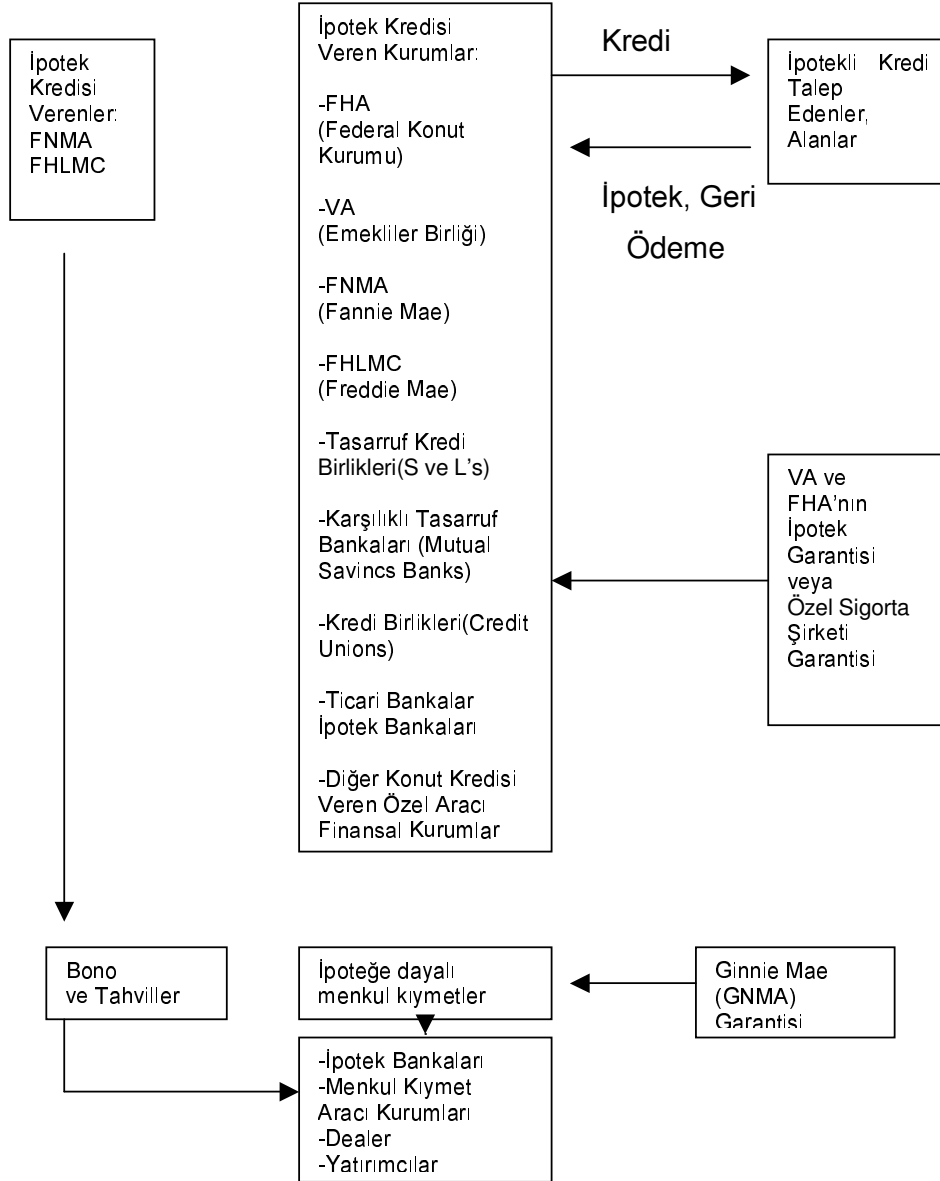 İpotek
Kredisi
Verenler:
FNMA
FHLMC
İpotek Kredisi
Veren Kurumlar:
-FHA
(Federal Konut
Kurumu)
-VA
(Emekliler Birliği)
-FNMA
(Fannie Mae)
-FHLMC
(Freddie Mae)
-Tasarruf Kredi
Birlikleri(S ve L’s)
-Karşılıklı Tasarruf
Bankaları (Mutual
Savincs Banks)
-Kredi Birlikleri(Credit
Unions)
-Ticari Bankalar
İpotek Bankaları
-Diğer Konut Kredisi
Veren Özel Aracı
Finansal Kurumlar
Kredi
İpotek, Geri
Ödeme
İpotekli Kredi
Talep
Edenler,
Alanlar
VA ve
FHA’nın
İpotek
Garantisi
veya
Özel Sigorta
Şirketi
Garantisi
Bono
ve Tahviller
İpoteğe dayalı
menkul kıymetler
Ginnie Mae
(GNMA)
Garantisi
-İpotek Bankaları
-Menkul Kıymet
Aracı Kurumları
-Dealer
-Yatırımcılar